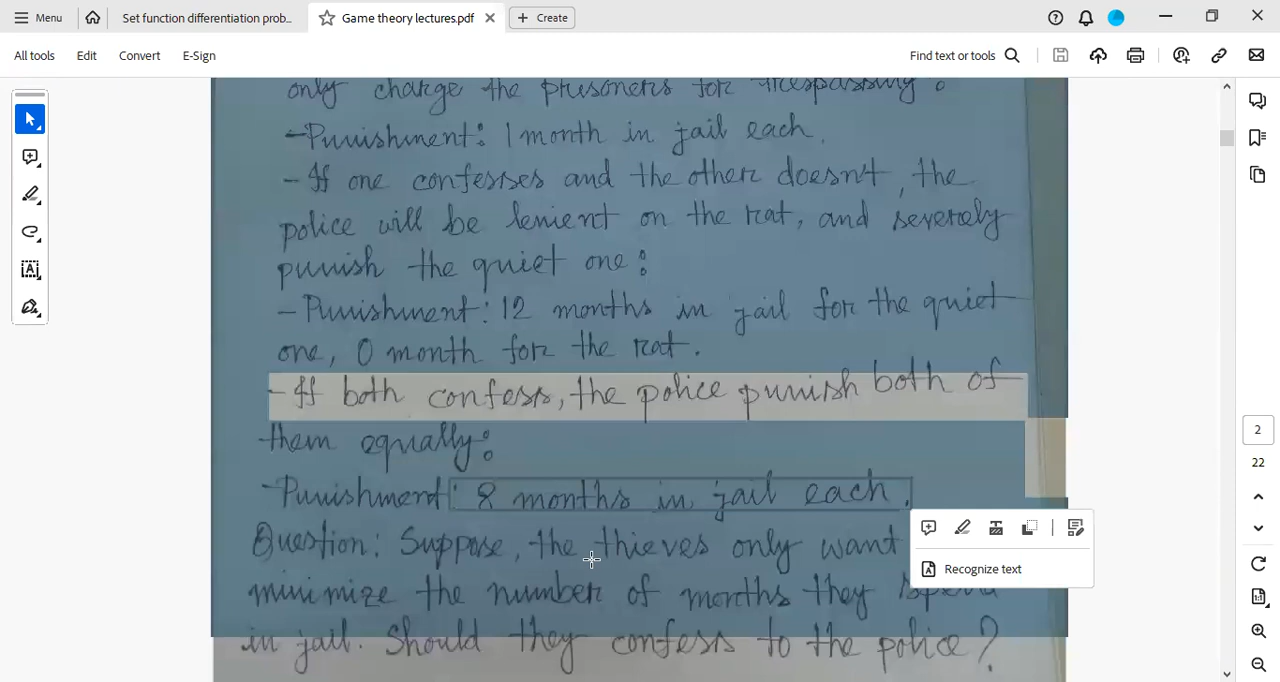 Menu
Set function differentiation prob...
Game theory lectures.pdf
Create
All tools
Edit
Convert
E-Sign
Find text or tools
only charge the prisoners for trespassing:
-Punishment: 1 month in jail each.
- If one confesses and the other doesn't, the
police will be lenient on the rat, and severely
punish the quiet one:
- Punishment: 12 months in jail for the quiet
one, 0 month for the rat.
- If both confess, the police punish both of
them equally:
-Punishment: 8 months in jail each.
Question: Suppose, the thieves only want
minimize the number of months they spend
in jail. Should they confess to the police?
Recognize text
2
22